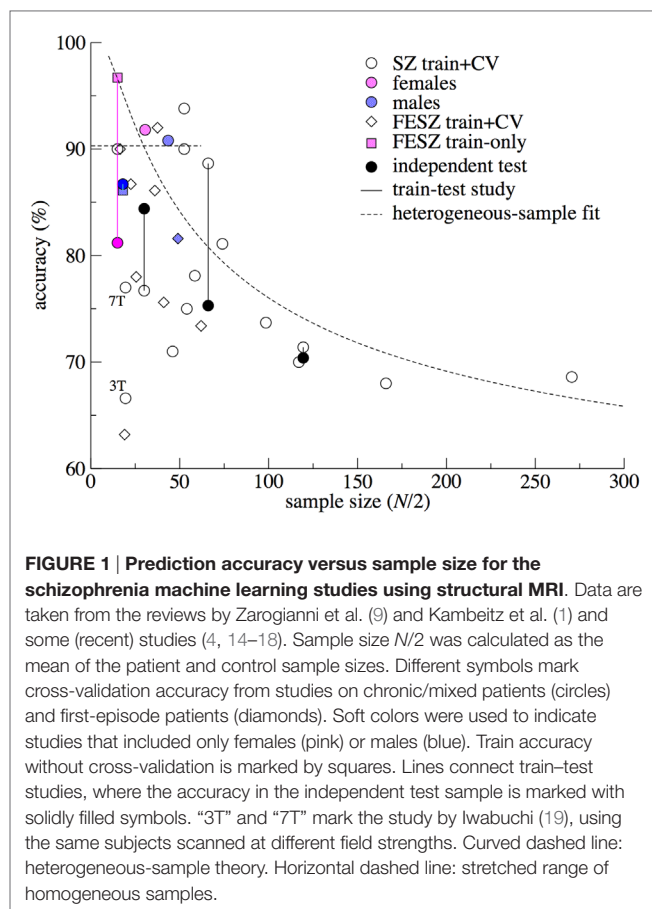 100
90
80
70
60
accuracy (%)
0
50
100
150
200
250
300
sample size (N/2)
7T
3T
SZ train+CV
females
males
FESZ train+CV
FESZ train-only
independent test
train-test study
heterogeneous-sample fit
FIGURE 1 | Prediction accuracy versus sample size for the
schizophrenia machine learning studies using structural MRI. Data are
taken from the reviews by Zarogianni et al. (9) and Kambeitz et al. (1) and
some (recent) studies (4, 14–18). Sample size N/2 was calculated as the
mean of the patient and control sample sizes. Different symbols mark
cross-validation accuracy from studies on chronic/mixed patients (circles)
and first-episode patients (diamonds). Soft colors were used to indicate
studies that included only females (pink) or males (blue). Train accuracy
without cross-validation is marked by squares. Lines connect train–test
studies, where the accuracy in the independent test sample is marked with
solidly filled symbols. “3T” and “7T” mark the study by Iwabuchi (19), using
the same subjects scanned at different field strengths. Curved dashed line:
heterogeneous-sample theory. Horizontal dashed line: stretched range of
homogeneous samples.